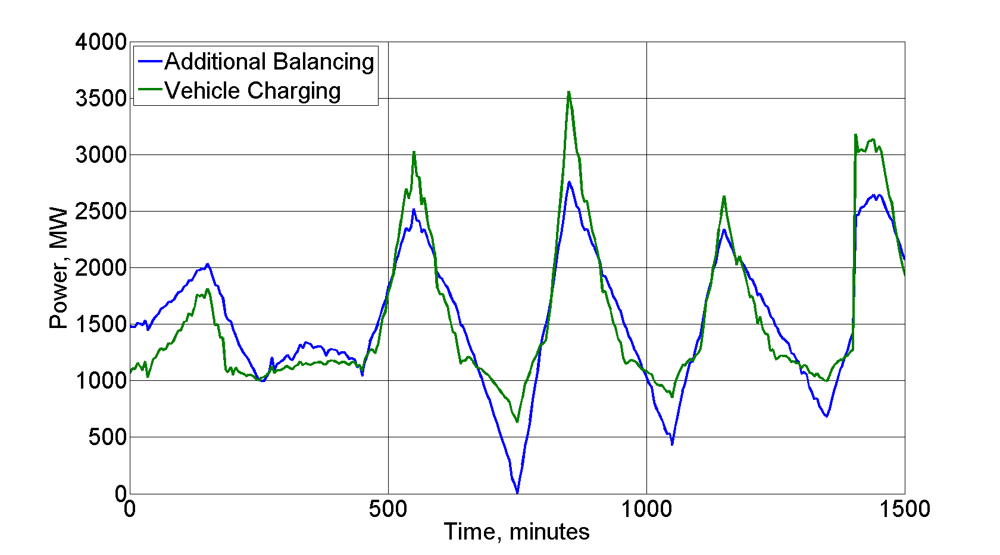 4000
3500
3000
2500
2000
1500
1000
500
0
Power, MW
Additional Balancing
Vehicle Charging
0 500 1000 1500
Time, minutes